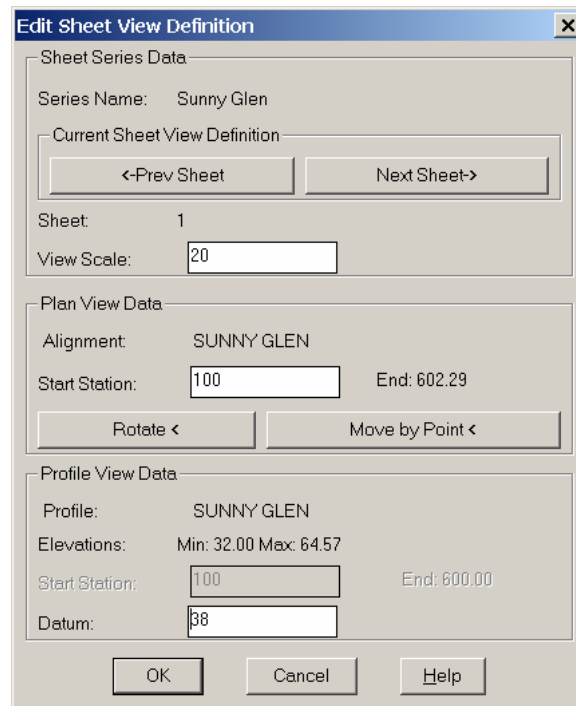 Edit Sheet View Definition
Sheet Series Data
Series Name: Sunny Glen
Current Sheet View Definition
<-Prev Sheet Next Sheet->
Sheet: 1
View Scale: 20
Plan View Data
Alignment: SUNNY GLEN
Start Station: 100 End: 602.29
Rotate < Move by Point <
Profile View Data
Profile: SUNNY GLEN
Elevations: Min: 32.00 Max: 64.57
Start Station: 100 End: 600.00
Datum: 38
OK Cancel Help